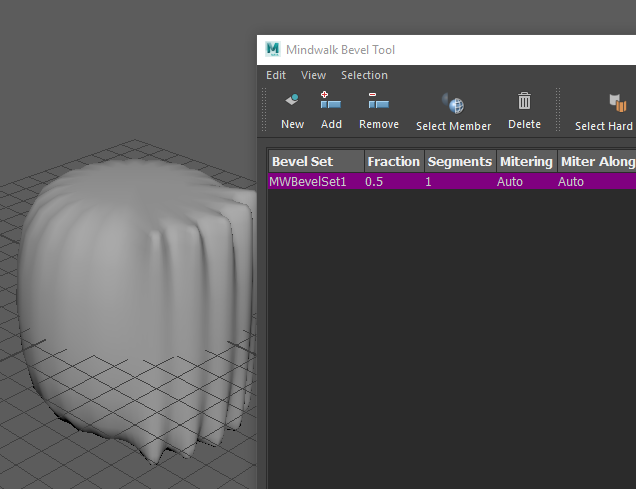 Mindwalk Bevel Tool
Edit View Selection
New Add Remove Select Member Delete Select Hard
Bevel Set Fraction Segments Mitering Miter Along
MWBevelSet1 0.5 1 Auto Auto